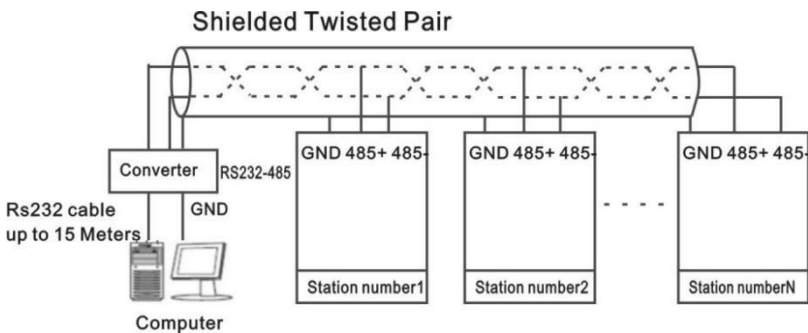 Shielded Twisted Pair
GND 485+ 485-
GND 485+ 485-
GND 485+ 485-
Converter
RS232-485
Rs232 cable
up to 15 Meters
GND
Station number1
Station number2
Station numberN
Computer